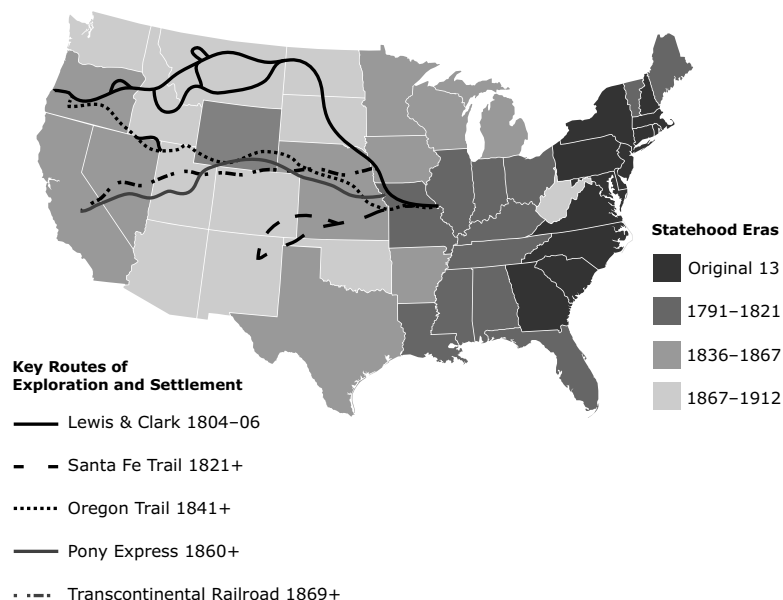 Statehood Eras
Original 13
1791–1821
1836–1867
1867–1912
Key Routes of
Exploration and Settlement
Lewis & Clark 1804–06
Santa Fe Trail 1821+
Oregon Trail 1841+
Pony Express 1860+
Transcontinental Railroad 1869+